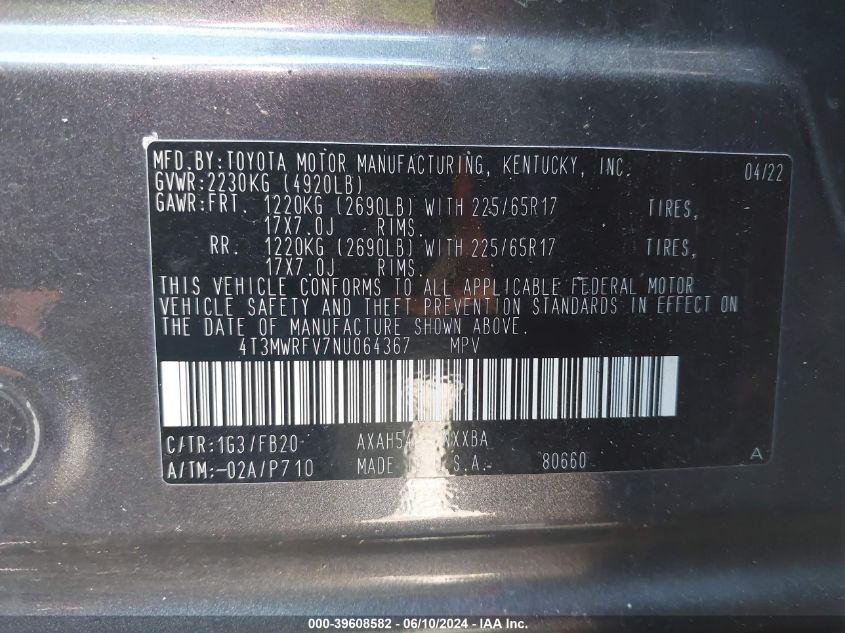 MFD.BY:TOYOTA MOTOR MANUFACTURING, KENTUCKY, INC. 04/22
GVWR:2230KG (4920LB)
GAWR:FRT. 1220KG (2690LB) WITH 225/65R17 TIRES,
17X7.0J RIMS.
RR. 1220KG (2690LB) WITH 225/65R17 TIRES,
17X7.0J RIMS.
THIS VEHICLE CONFORMS TO ALL APPLICABLE FEDERAL MOTOR
VEHICLE SAFETY AND THEFT PREVENTION STANDARDS IN EFFECT ON
THE DATE OF MANUFACTURE SHOWN ABOVE.
4T3MWRFV7NU064367 MPV
C/TR:1G3/FB20
A/TM:-02A/P710 MADE U.S.A. 80660 A
000-39608582 - 06/10/2024 - IAA Inc.